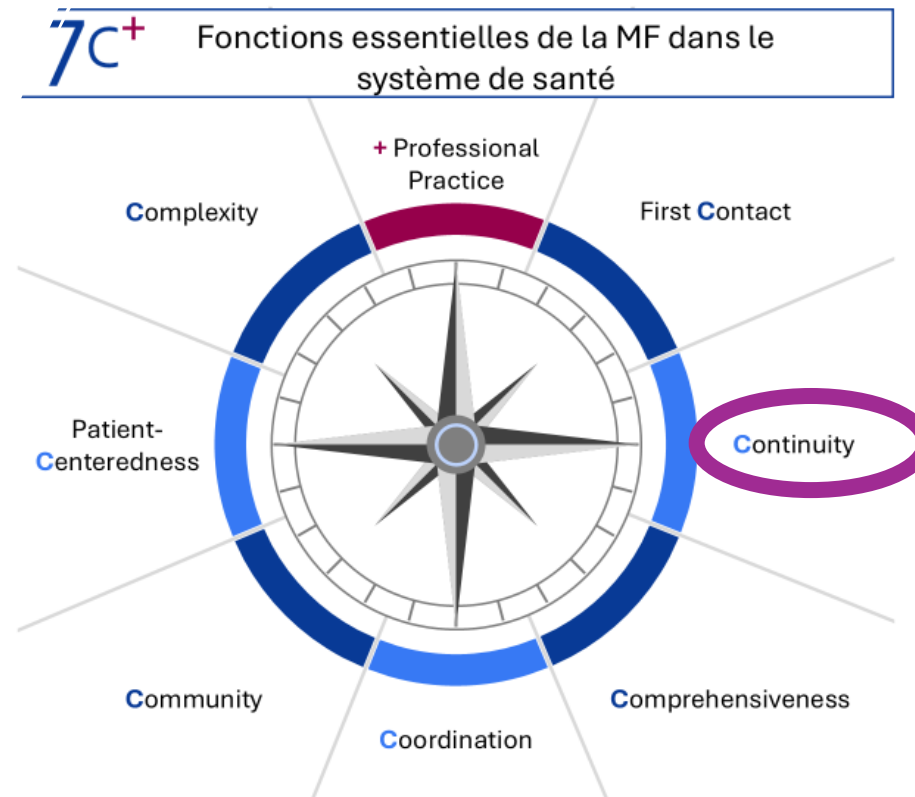 7C+
Fonctions essentielles de la MF dans le
système de santé
+ Professional
Practice
Complexity
First Contact
Patient-
Centeredness
Continuity
Community
Comprehensiveness
Coordination